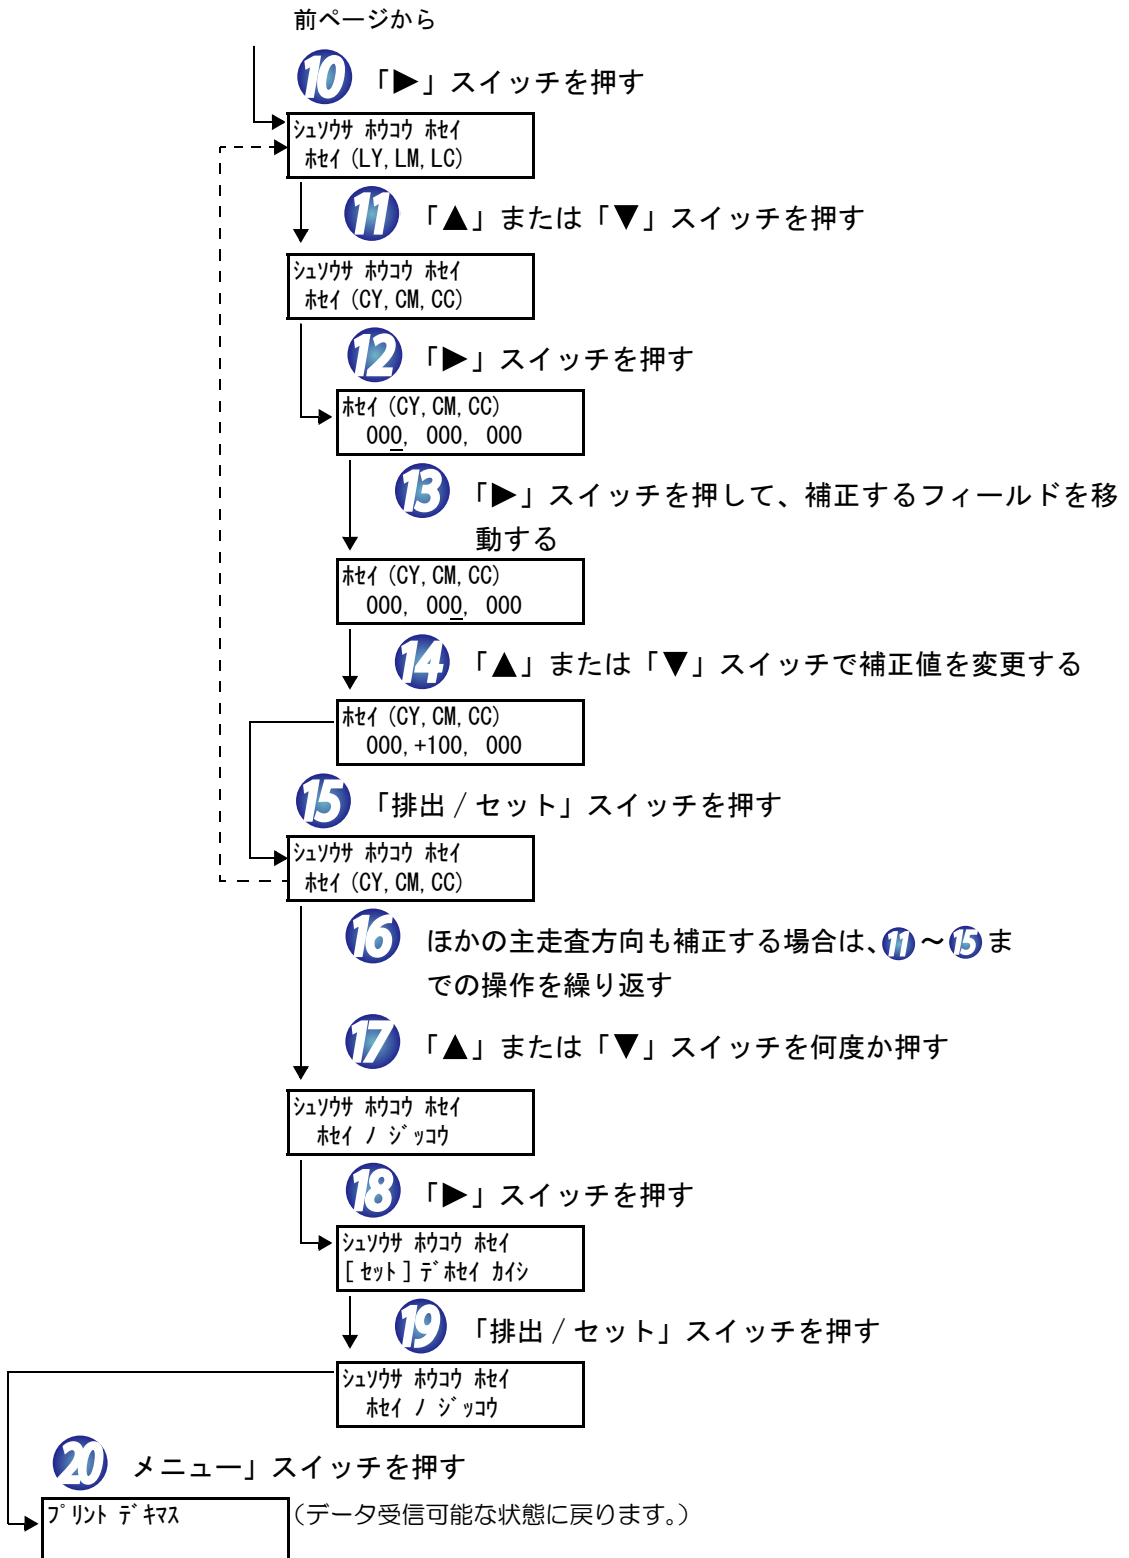 前ページから
10 「▶」スイッチを押す
ｼｭｿｳｻ ﾎｳｺｳ ﾎｾｲ
ﾎｾｲ (LY, LM, LC)
11 「▲」または「▼」スイッチを押す
ｼｭｿｳｻ ﾎｳｺｳ ﾎｾｲ
ﾎｾｲ (CY, CM, CC)
12 「▶」スイッチを押す
ﾎｾｲ (CY, CM, CC)
000, 000, 000
13 「▶」スイッチを押して、補正するフィールドを移
動する
ﾎｾｲ (CY, CM, CC)
000, 000, 000
14 「▲」または「▼」スイッチで補正値を変更する
ﾎｾｲ (CY, CM, CC)
000, +100, 000
15 「排出 / セット」スイッチを押す
ｼｭｿｳｻ ﾎｳｺｳ ﾎｾｲ
ﾎｾｲ (CY, CM, CC)
16 ほかの主走査方向も補正する場合は、11～15ま
での操作を繰り返す
17 「▲」または「▼」スイッチを何度か押す
ｼｭｿｳｻ ﾎｳｺｳ ﾎｾｲ
ﾎｾｲ ﾉ ｼﾞｯｺｳ
18 「▶」スイッチを押す
ｼｭｿｳｻ ﾎｳｺｳ ﾎｾｲ
[ ｾｯﾄ ] ﾃﾞﾎｾｲ ｶｲｼ
19 「排出 / セット」スイッチを押す
ｼｭｿｳｻ ﾎｳｺｳ ﾎｾｲ
ﾎｾｲ ﾉ ｼﾞｯｺｳ
20 メニュー」スイッチを押す
ﾌﾟﾘﾝﾄ ﾃﾞｷﾏｽ （データ受信可能な状態に戻ります。）